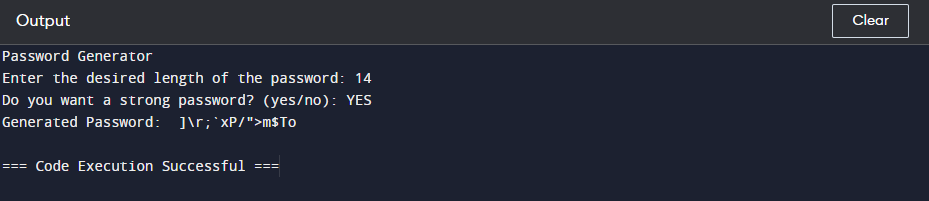 Output
Clear
Password Generator
Enter the desired length of the password: 14
Do you want a strong password? (yes/no): YES
Generated Password:  ]\r;`xP/">m$To
=== Code Execution Successful ===